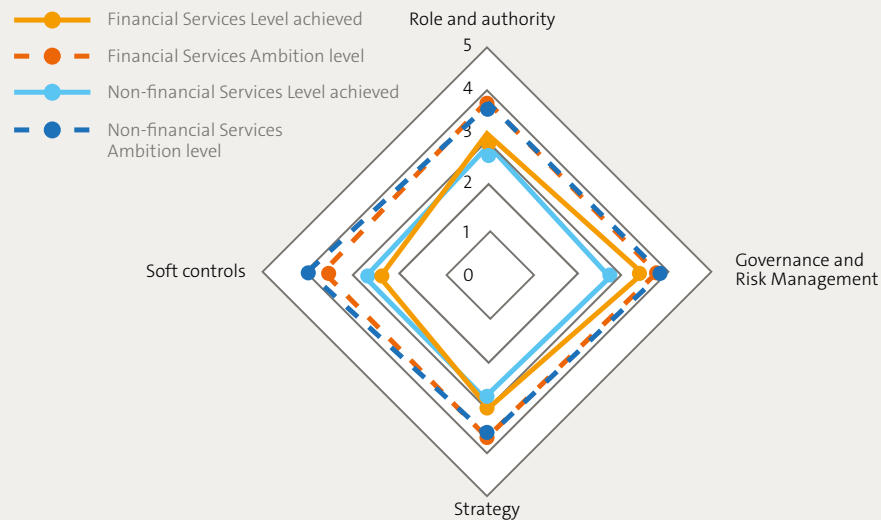 Financial Services Level achieved
Financial Services Ambition level
Non-financial Services Level achieved
Non-financial Services
Ambition level
Role and authority
5
4
3
2
1
0
Soft controls
Governance and
Risk Management
Strategy